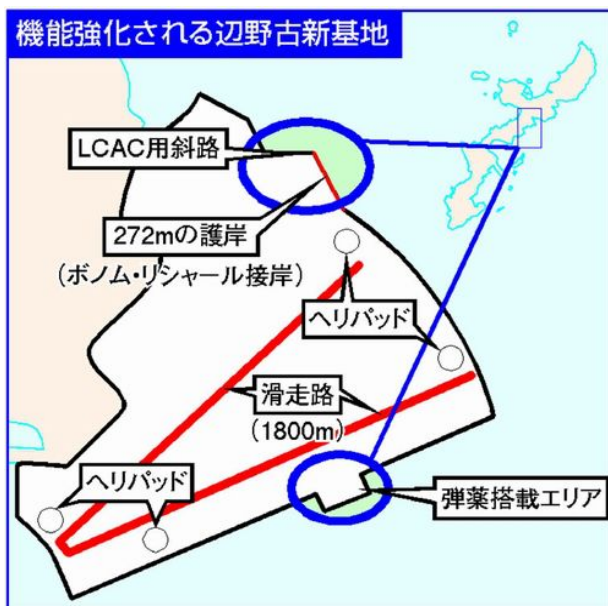 機能強化される辺野古新基地
LCAC用斜路
272mの護岸
(ボノム・リシャール接岸)
ヘリパッド
滑走路
(1800m)
ヘリパッド
弾薬搭載エリア